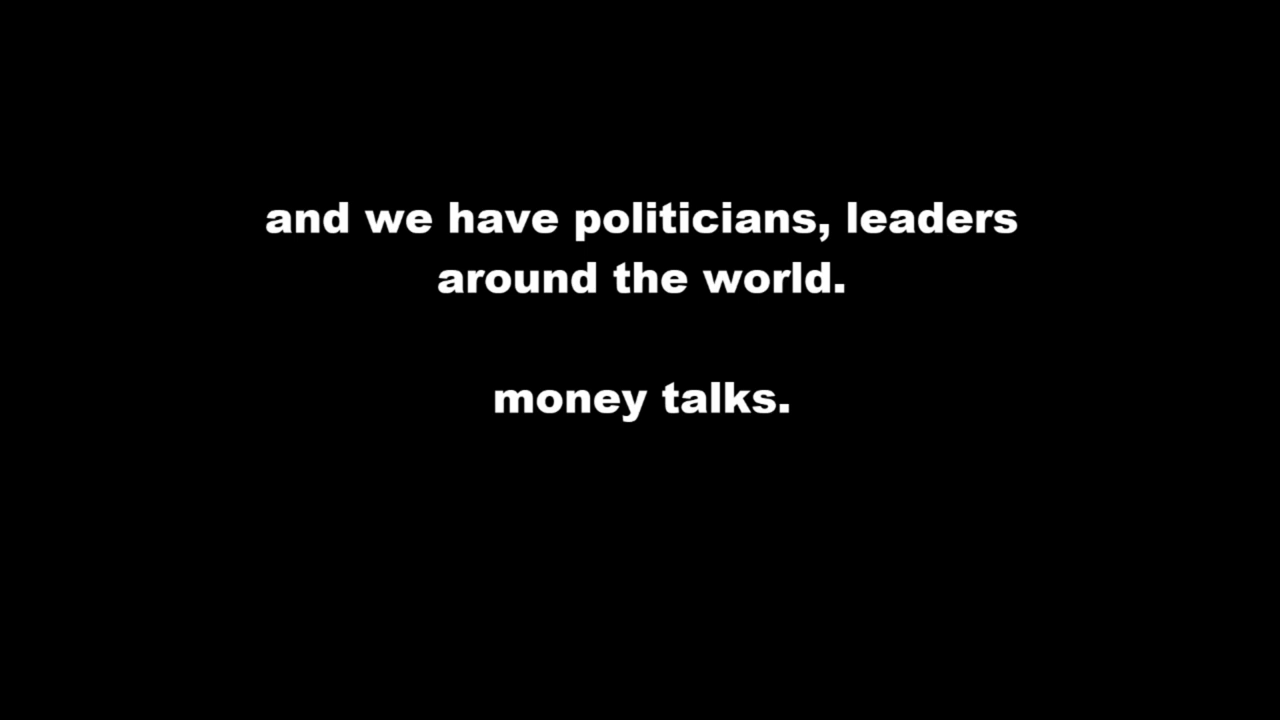 and we have politicians, leaders
around the world.
money talks.